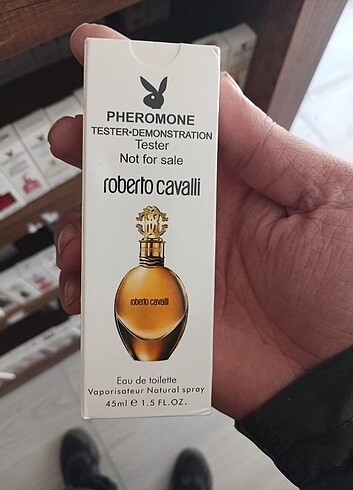 PHEROMONE
TESTER•DEMONSTRATION
Tester
Not for sale
roberto cavalli
roberto cavalli
Eau de toilette
Vaporisateur Natural spray
45ml e 1.5 FL.OZ.